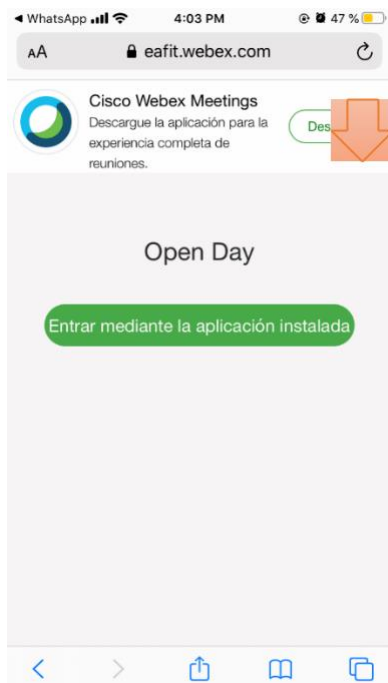 WhatsApp 4:03 PM 47 %
AA eafit.webex.com
Cisco Webex Meetings
Descargue la aplicación para la
experiencia completa de
reuniones.
Des
Open Day
Entrar mediante la aplicación instalada